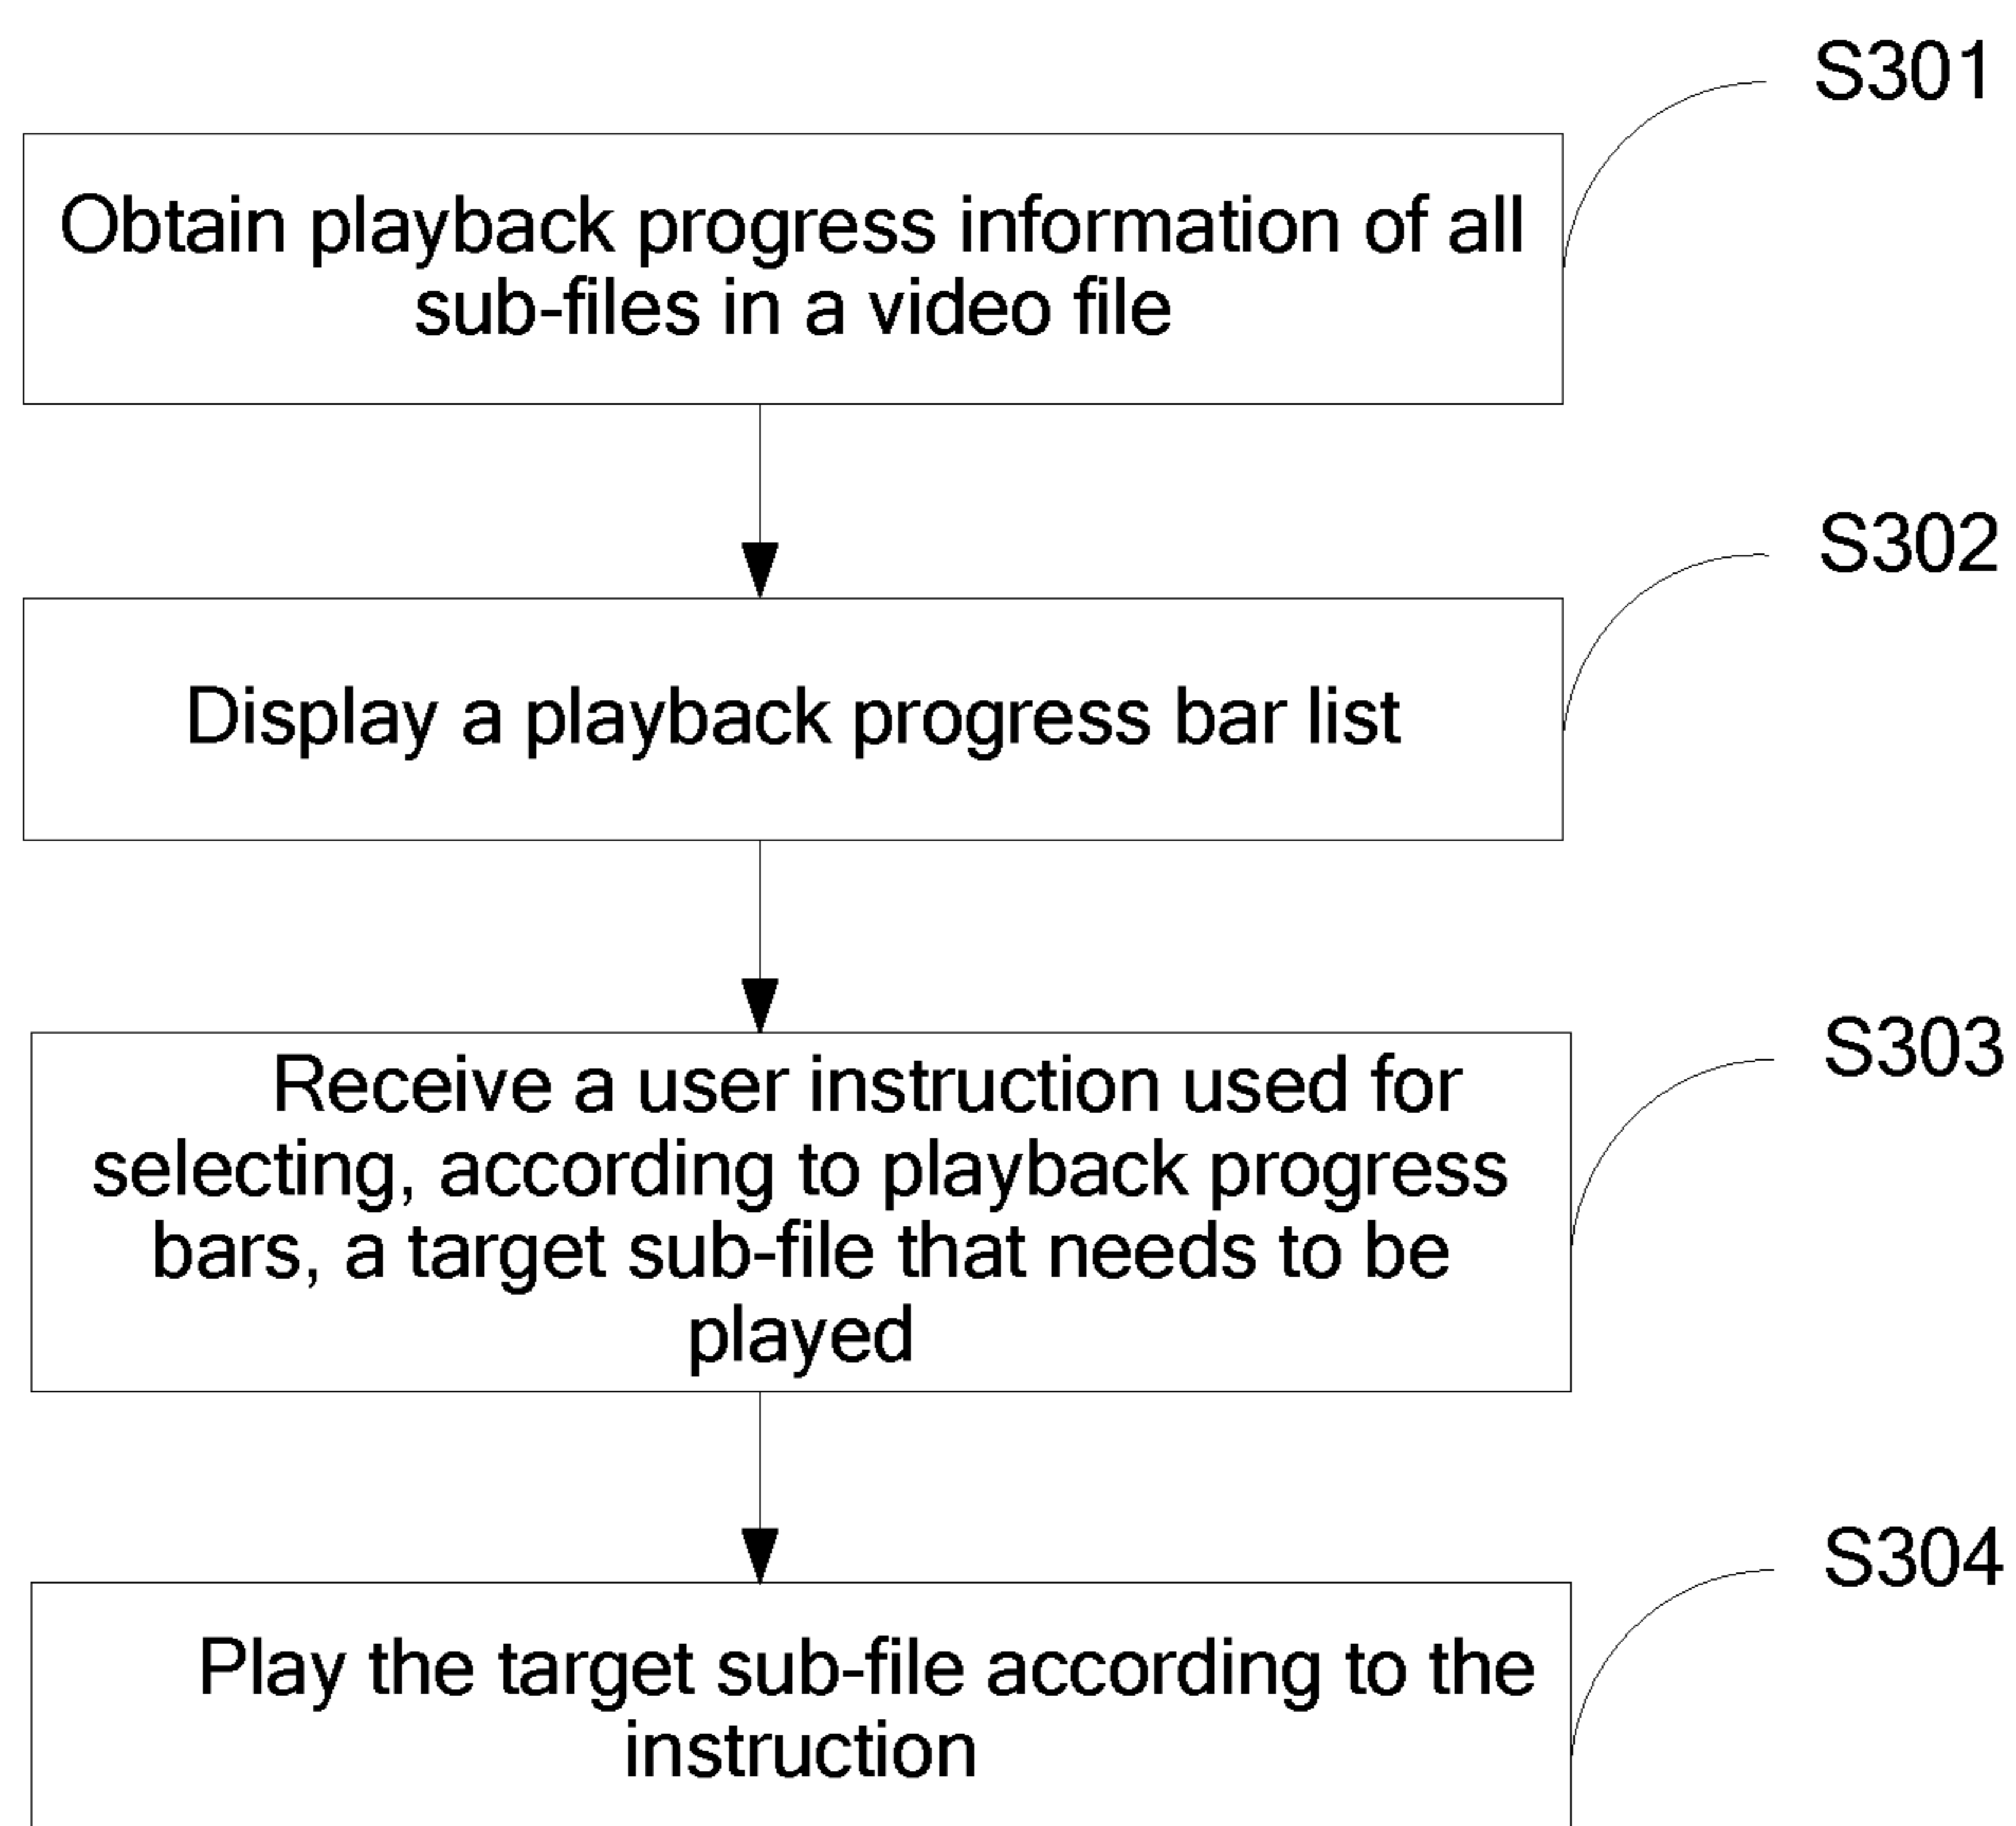 S301
Obtain playback progress information of all
sub-files in a video file
S302
Display a playback progress bar list
S303
Receive a user instruction used for
selecting, according to playback progress
bars, a target sub-file that needs to be
played
S304
Play the target sub-file according to the
instruction